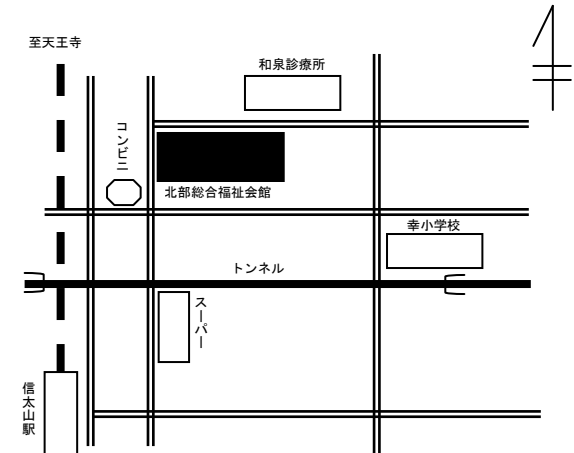 至天王寺
和泉診療所
コンビニ
北部総合福祉会館
幸小学校
トンネル
スーパー
信太山駅